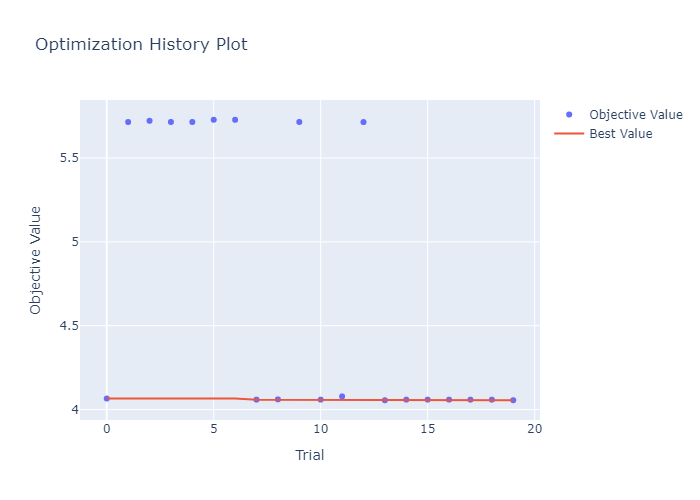 Optimization History Plot
Objective Value
Best Value
5.5
5
4.5
4
Objective Value
0
5
10
15
20
Trial